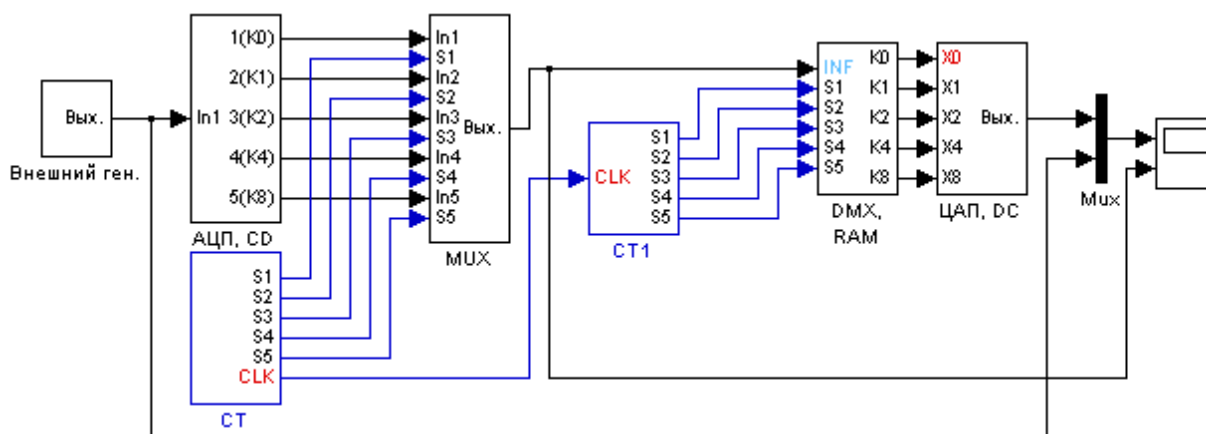 Вых.
Внешний ген.
In1
1(K0)
2(K1)
3(K2)
4(K4)
5(K8)
АЦП, CD
S1
S2
S3
S4
S5
CLK
CT
In1
S1
In2
S2
In3
S3
In4
S4
In5
S5
Вых.
MUX
CLK
S1
S2
S3
S4
S5
CT1
INF
S1
S2
S3
S4
S5
K0
K1
K2
K4
K8
DMX,
RAM
X0
X1
X2
X4
X8
Вых.
ЦАП, DC
Mux